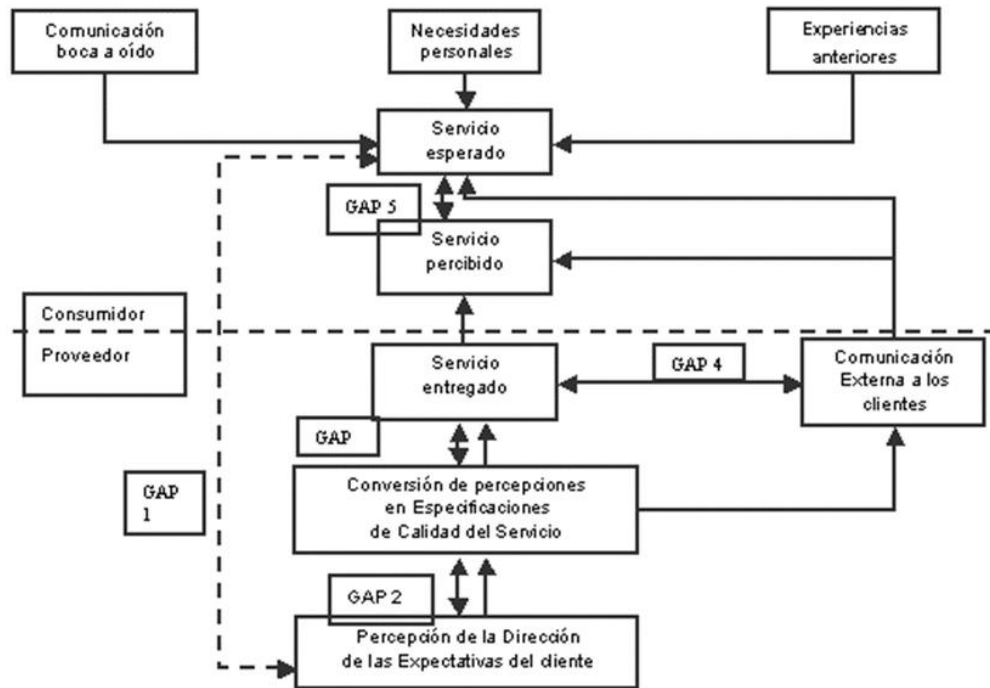 Comunicación
boca a oído
Necesidades
personales
Experiencias
anteriores
Servicio
esperado
GAP 5
Servicio
percibido
Consumidor
Proveedor
Servicio
entregado
GAP 4
Comunicación
Externa a los
clientes
GAP
Conversión de percepciones
en Especificaciones
de Calidad del Servicio
GAP
1
GAP 2
Percepción de la Dirección
de las Expectativas del cliente